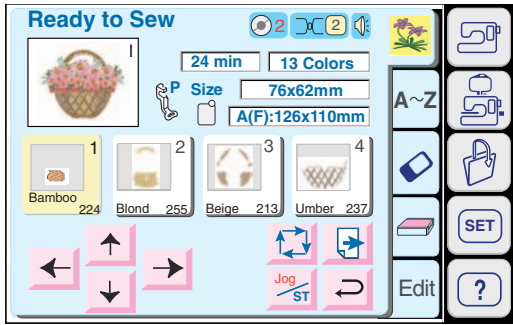 Ready to Sew
2
2
24 min
13 Colors
P
Size
76x62mm
A(F):126x110mm
1
Bamboo
224
2
Blond
255
3
Beige
213
4
Umber
237
Jog
ST
A~Z
Edit
SET
?